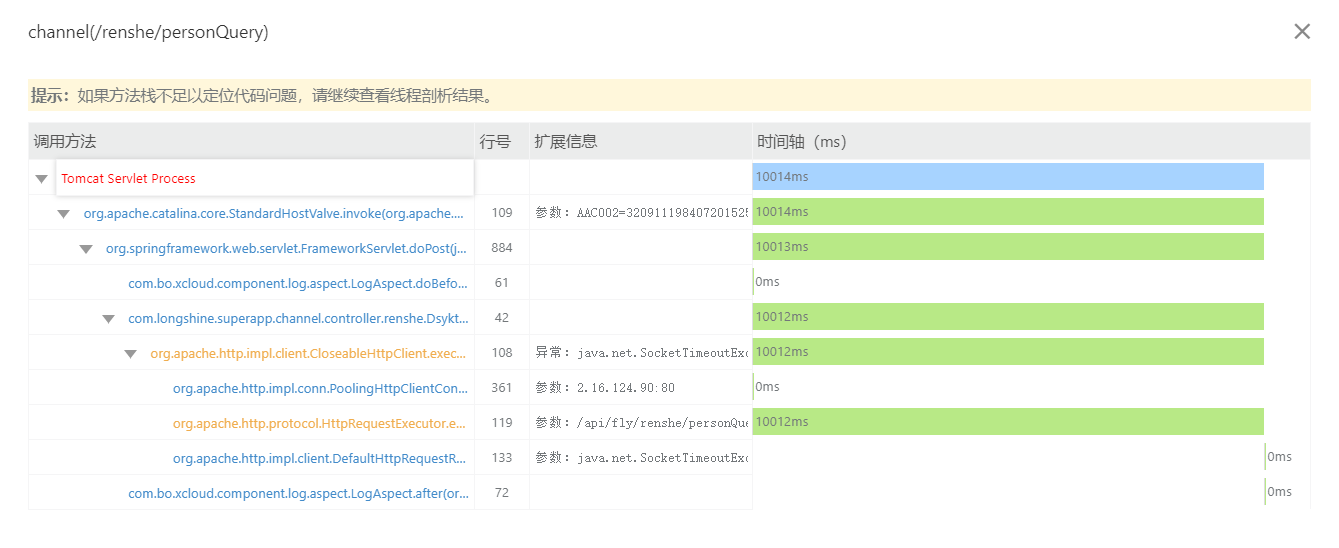 channel(/renshe/personQuery)
提示：如果方法栈不足以定位代码问题，请继续查看线程剖析结果。
调用方法 行号 扩展信息 时间轴（ms）
Tomcat Servlet Process 10014ms
org.apache.catalina.core.StandardHostValve.invoke(org.apache.... 109 参数：AAC002=320911198407201525 10014ms
org.springframework.web.servlet.FrameworkServlet.doPost(j... 884 10013ms
com.bo.xcloud.component.log.aspect.LogAspect.doBefo... 61 0ms
com.longshine.superapp.channel.controller.renshe.Dsykt... 42 10012ms
org.apache.http.impl.client.CloseableHttpClient.exec... 108 异常：java.net.SocketTimeoutExc 10012ms
org.apache.http.impl.conn.PoolingHttpClientCon... 361 参数：2.16.124.90:80 0ms
org.apache.http.protocol.HttpRequestExecutor.e... 119 参数：/api/fly/renshe/personQue 10012ms
org.apache.http.impl.client.DefaultHttpRequestR... 133 参数：java.net.SocketTimeoutExc 0ms
com.bo.xcloud.component.log.aspect.LogAspect.after(or... 72 0ms